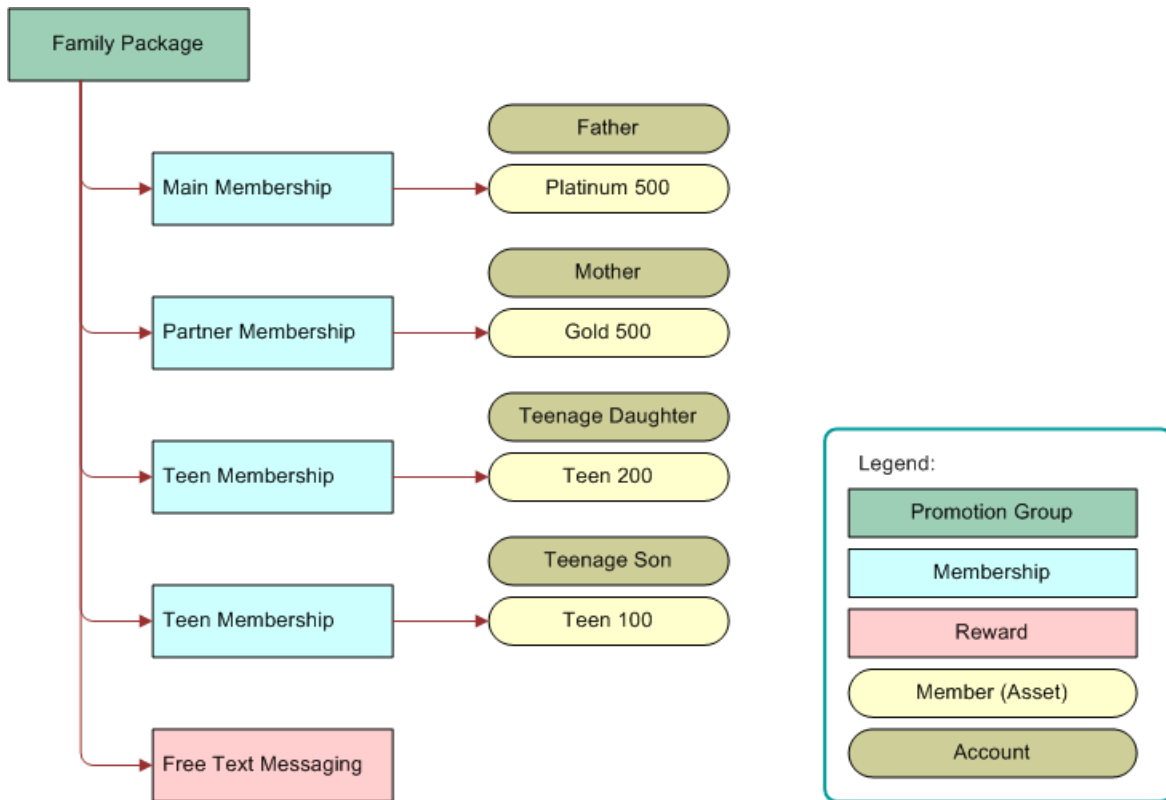 Family Package
Father
Main Membership
Platinum 500
Mother
Partner Membership
Gold 500
Teenage Daughter
Teen Membership
Teen 200
Teenage Son
Teen Membership
Teen 100
Free Text Messaging
Legend:
Promotion Group
Membership
Reward
Member (Asset)
Account